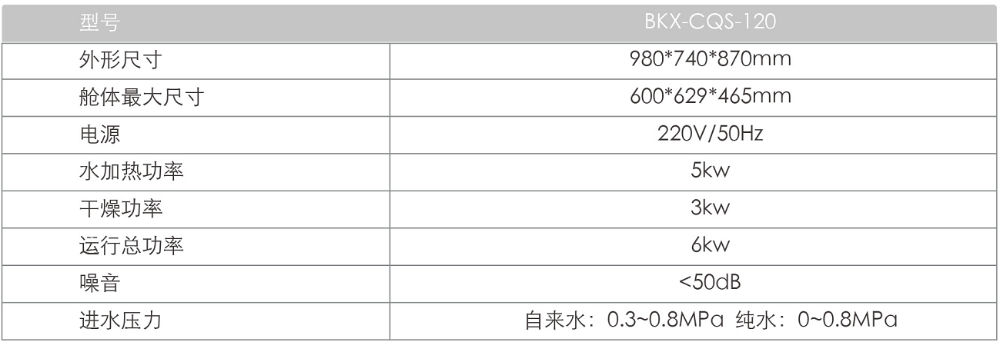 型号 BKX-CQS-120
外形尺寸 980*740*870mm
舱体最大尺寸 600*629*465mm
电源 220V/50Hz
水加热功率 5kw
干燥功率 3kw
运行总功率 6kw
噪音 <50dB
进水压力 自来水：0.3~0.8MPa 纯水：0~0.8MPa